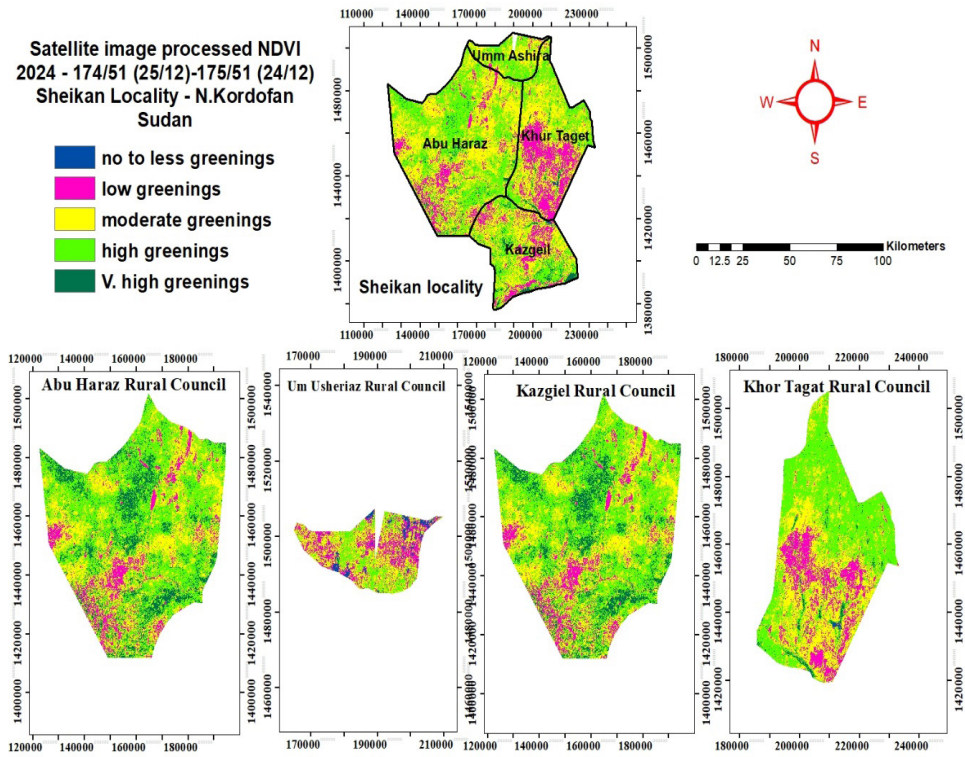 Satellite image processed NDVI
2024 - 174/51 (25/12)-175/51 (24/12)
Sheikan Locality - N.Kordofan
Sudan
no to less greenings
low greenings
moderate greenings
high greenings
V. high greenings
110000 140000 170000 200000 230000
1500000
1480000
1460000
1440000
1420000
1400000
1380000
Umm Ashira
Khur Taget
Abu Haraz
Kazgeil
Sheikan locality
110000 140000 170000 200000 230000
N
W E
S
Kilometers
0 12.5 25 50 75 100
120000 140000 160000 180000
Abu Haraz Rural Council
1500000
1480000
1460000
1440000
1420000
1400000
120000 140000 160000 180000
170000 190000 210000
Um Usheriaz Rural Council
1540000
1520000
1500000
1480000
1460000
170000 190000 210000
120000 140000 160000 180000
Kazgiel Rural Council
1500000
1480000
1460000
1440000
1420000
1400000
120000 140000 160000 180000
180000 200000 220000 240000
Khor Tagat Rural Council
1500000
1480000
1460000
1440000
1420000
180000 200000 220000 240000